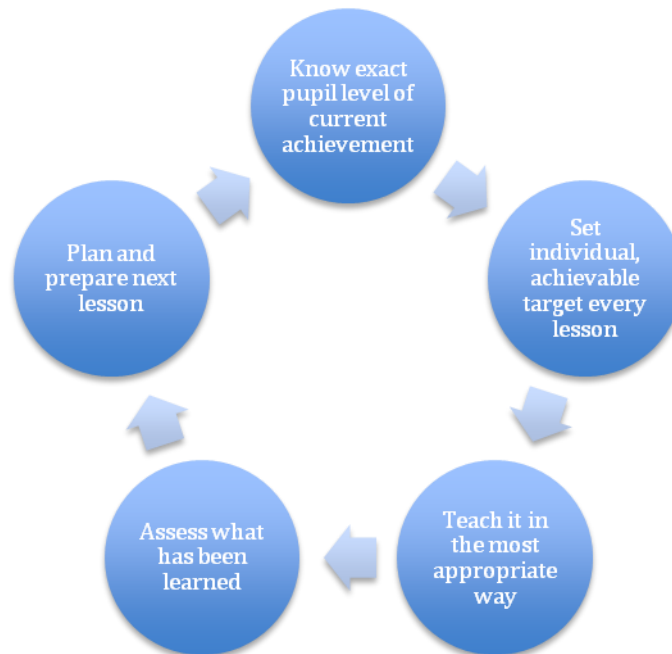 Know exact
pupil level of
current
achievement
Set
individual,
achievable
target every
lesson
Teach it in
the most
appropriate
way
Assess what
has been
learned
Plan and
prepare next
lesson